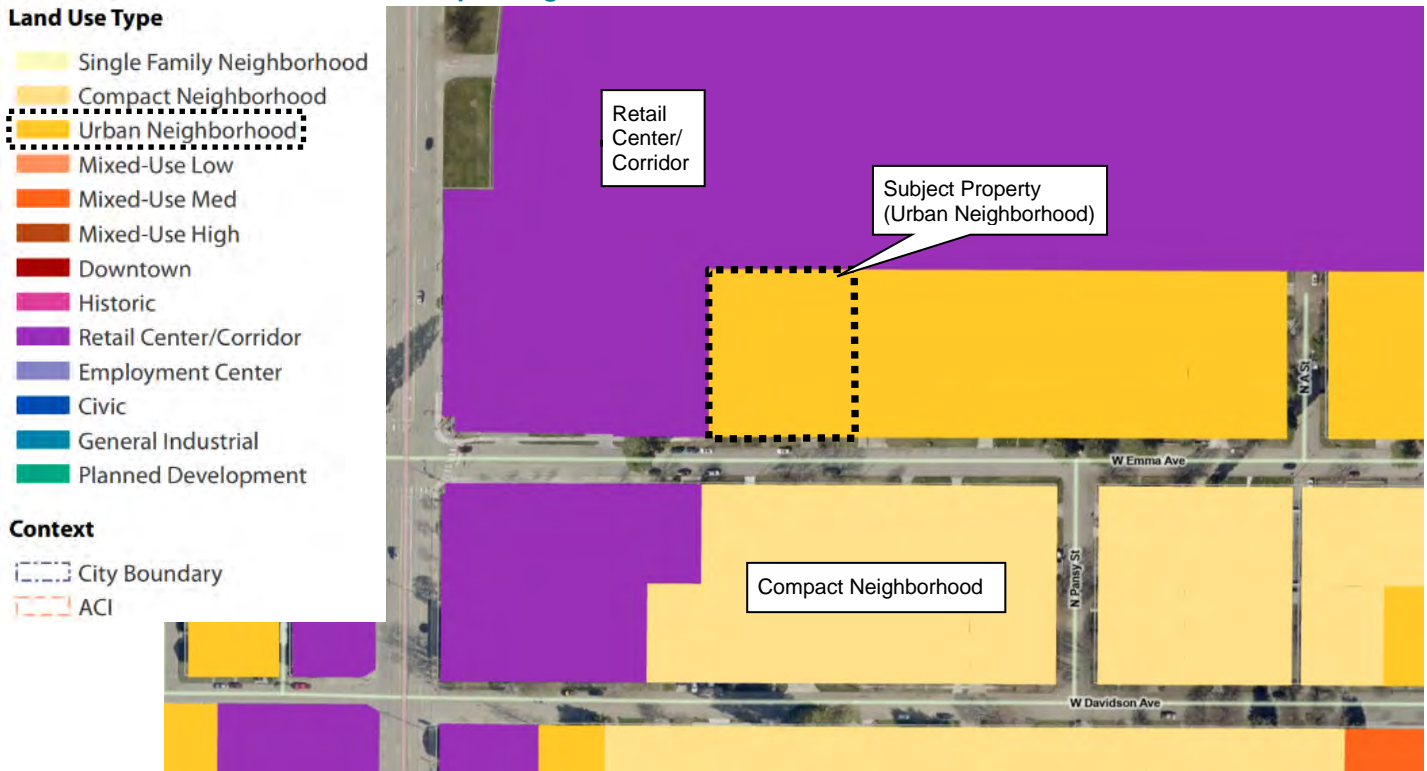 Land Use Type
Single Family Neighborhood
Compact Neighborhood
Urban Neighborhood
Mixed-Use Low
Mixed-Use Med
Mixed-Use High
Downtown
Historic
Retail Center/Corridor
Employment Center
Civic
General Industrial
Planned Development
Context
City Boundary
ACI
Retail
Center/
Corridor
Subject Property
(Urban Neighborhood)
N A St
W Emma Ave
Compact Neighborhood
N Pansy St
W Davidson Ave